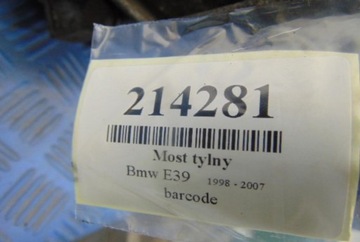 214281
Most tylny
Bmw E39 1998 - 2007
barcode